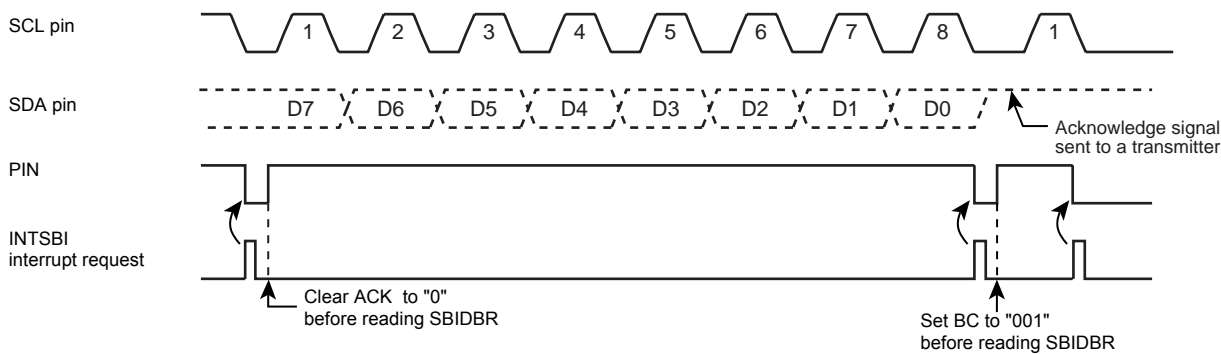 SCL pin
1 2 3 4 5 6 7 8 1
SDA pin
D7 D6 D5 D4 D3 D2 D1 D0
Acknowledge signal
sent to a transmitter
PIN
INTSBI
interrupt request
Clear ACK to "0"
before reading SBIDBR
Set BC to "001"
before reading SBIDBR